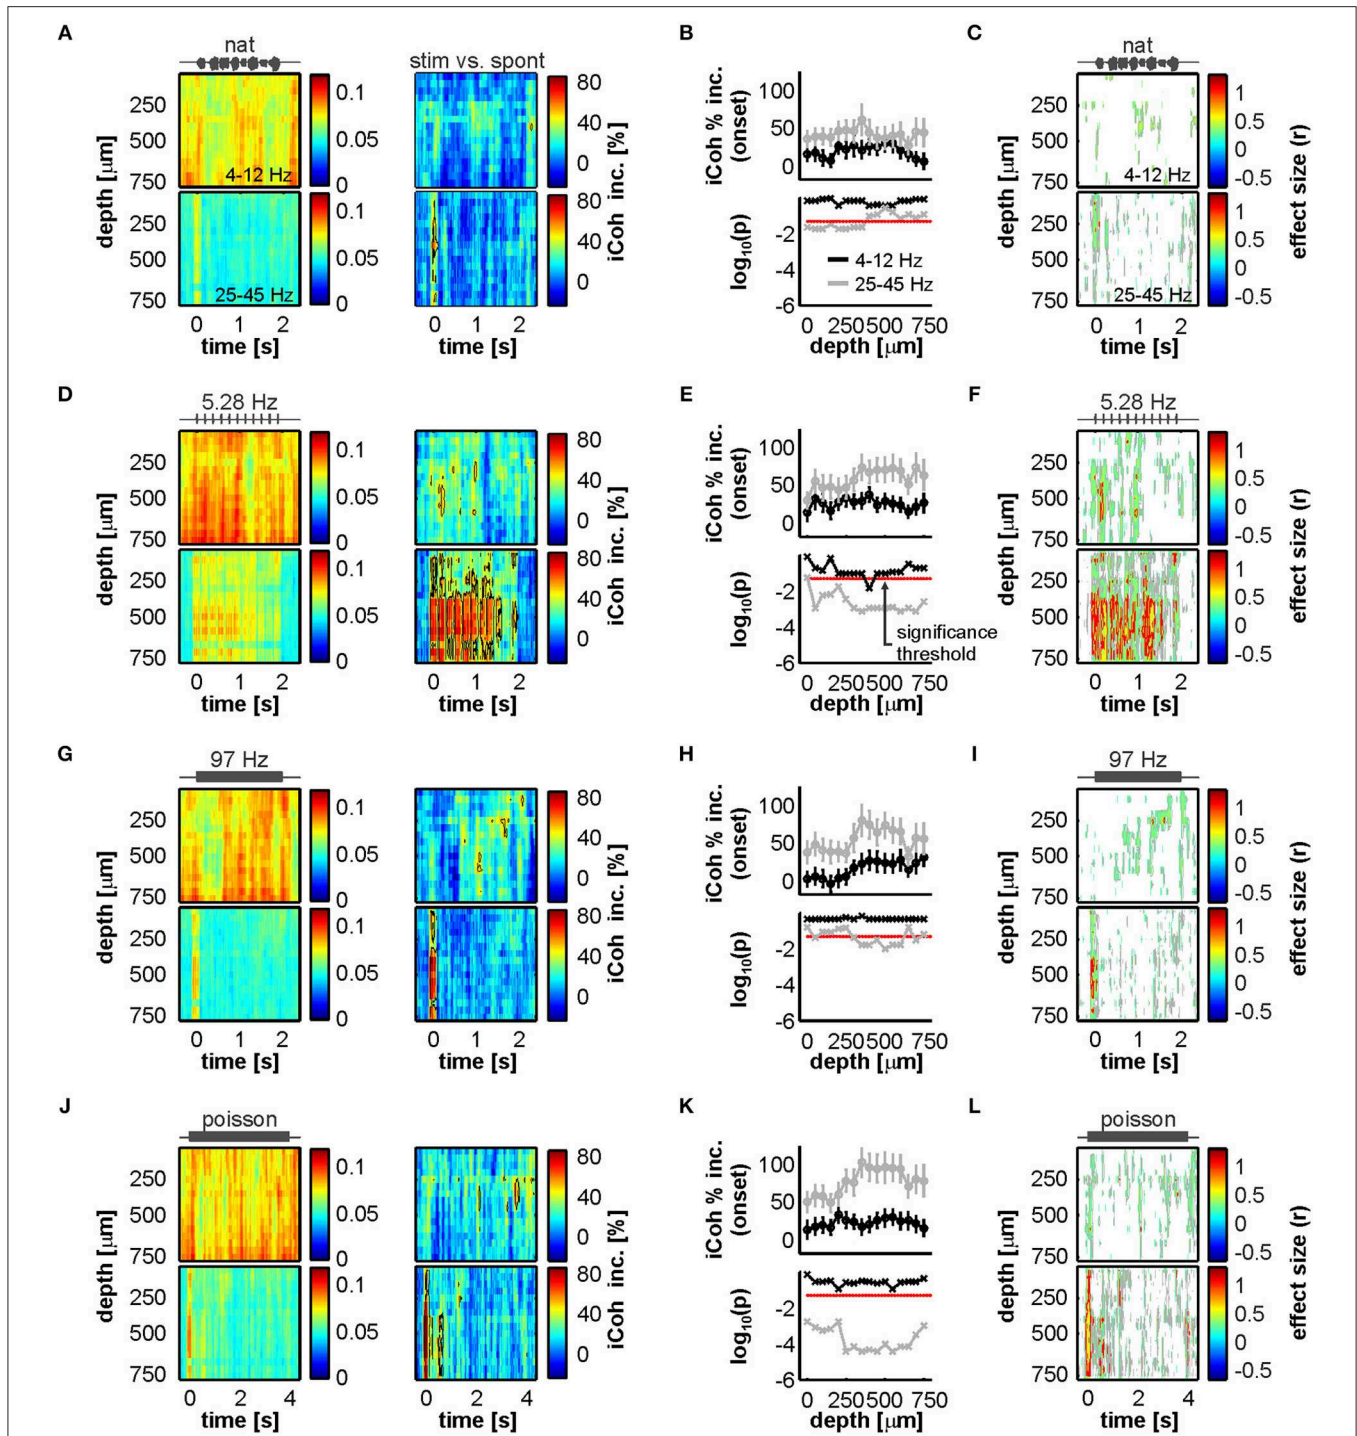 A
B
C
nat
stim vs. spont
nat
depth [μm]
250
500
750
4-12 Hz
0.1
0.05
0
80
40
0
iCoh inc. [%]
250
500
750
25-45 Hz
0.1
0.05
0
80
40
0
0 1 2
time [s]
0 1 2
time [s]
iCoh % inc.
(onset)
100
50
0
log10(p)
-2
-4
-6
4-12 Hz
25-45 Hz
0 250 500 750
depth [μm]
depth [μm]
250
500
750
4-12 Hz
1
0.5
0
-0.5
effect size (r)
250
500
750
25-45 Hz
1
0.5
0
-0.5
0 1 2
time [s]
D
E
F
5.28 Hz
5.28 Hz
depth [μm]
250
500
750
0.1
0.05
0
80
40
0
iCoh inc. [%]
250
500
750
0.1
0.05
0
80
40
0
0 1 2
time [s]
0 1 2
time [s]
iCoh % inc.
(onset)
100
50
0
log10(p)
-2
-4
-6
significance
threshold
0 250 500 750
depth [μm]
depth [μm]
250
500
750
1
0.5
0
-0.5
effect size (r)
250
500
750
1
0.5
0
-0.5
0 1 2
time [s]
G
H
I
97 Hz
97 Hz
depth [μm]
250
500
750
0.1
0.05
0
80
40
0
iCoh inc. [%]
250
500
750
0.1
0.05
0
80
40
0
0 1 2
time [s]
0 1 2
time [s]
iCoh % inc.
(onset)
100
50
0
log10(p)
-2
-4
-6
0 250 500 750
depth [μm]
depth [μm]
250
500
750
1
0.5
0
-0.5
effect size (r)
250
500
750
1
0.5
0
-0.5
0 1 2
time [s]
J
K
L
poisson
poisson
depth [μm]
250
500
750
0.1
0.05
0
80
40
0
iCoh inc. [%]
250
500
750
0.1
0.05
0
80
40
0
0 2 4
time [s]
0 2 4
time [s]
iCoh % inc.
(onset)
100
50
0
log10(p)
-2
-4
-6
0 250 500 750
depth [μm]
depth [μm]
250
500
750
1
0.5
0
-0.5
effect size (r)
250
500
750
1
0.5
0
-0.5
0 2 4
time [s]